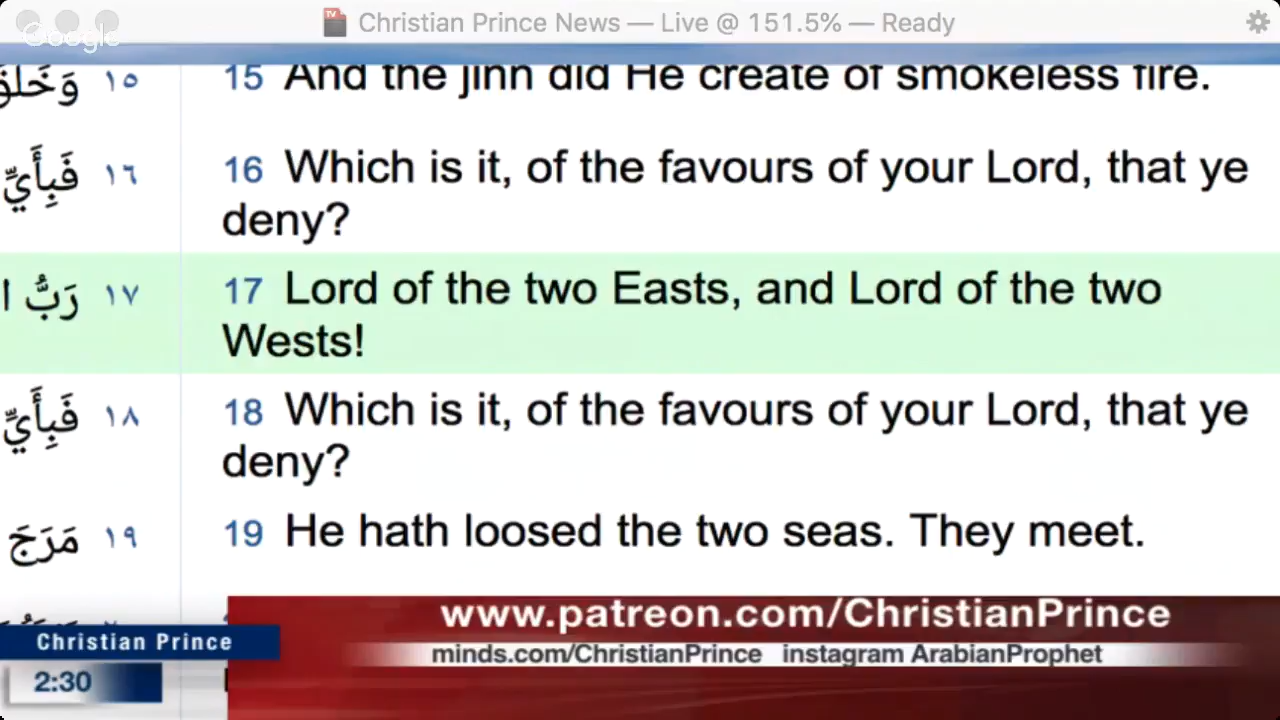 Christian Prince News — Live @ 151.5% — Ready
Google
15 And the jinn did He create of smokeless fire.
١٥ وَخَلَقَ
16 Which is it, of the favours of your Lord, that ye
deny?
١٦ فَبِأَيِّ
17 Lord of the two Easts, and Lord of the two
Wests!
١٧ رَبُّ ا
18 Which is it, of the favours of your Lord, that ye
deny?
١٨ فَبِأَيِّ
19 He hath loosed the two seas. They meet.
١٩ مَرَجَ
www.patreon.com/ChristianPrince
Christian Prince
minds.com/ChristianPrince instagram ArabianProphet
2:30